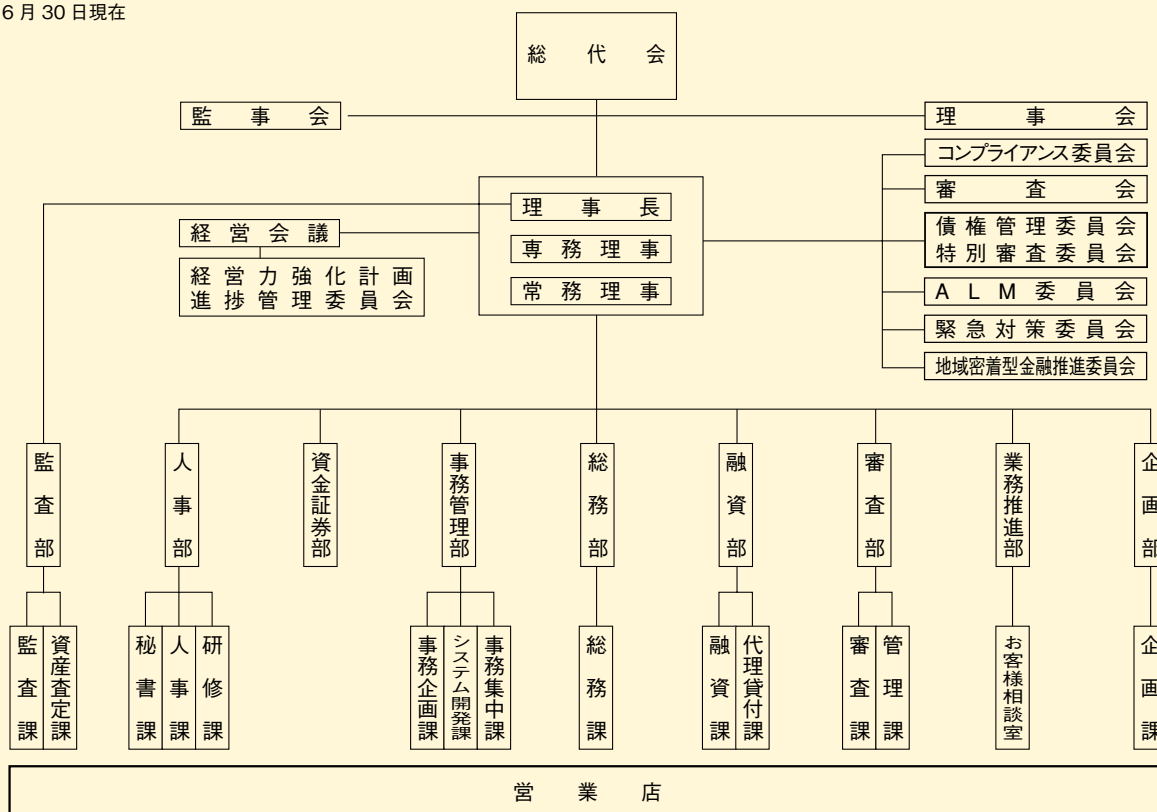 6月30日現在
総代会
監事会
理事会
コンプライアンス委員会
審査会
債権管理委員会
特別審査委員会
ALM委員会
緊急対策委員会
地域密着型金融推進委員会
理事長
専務理事
常務理事
経営会議
経営力強化計画
進捗管理委員会
監査部
人事部
資金証券部
事務管理部
総務部
融資部
審査部
業務推進部
企画部
監査課
資産査定課
秘書課
人事課
研修課
事務企画課
システム開発課
事務集中課
総務課
融資課
代理貸付課
審査課
管理課
お客様相談室
企画課
営業店